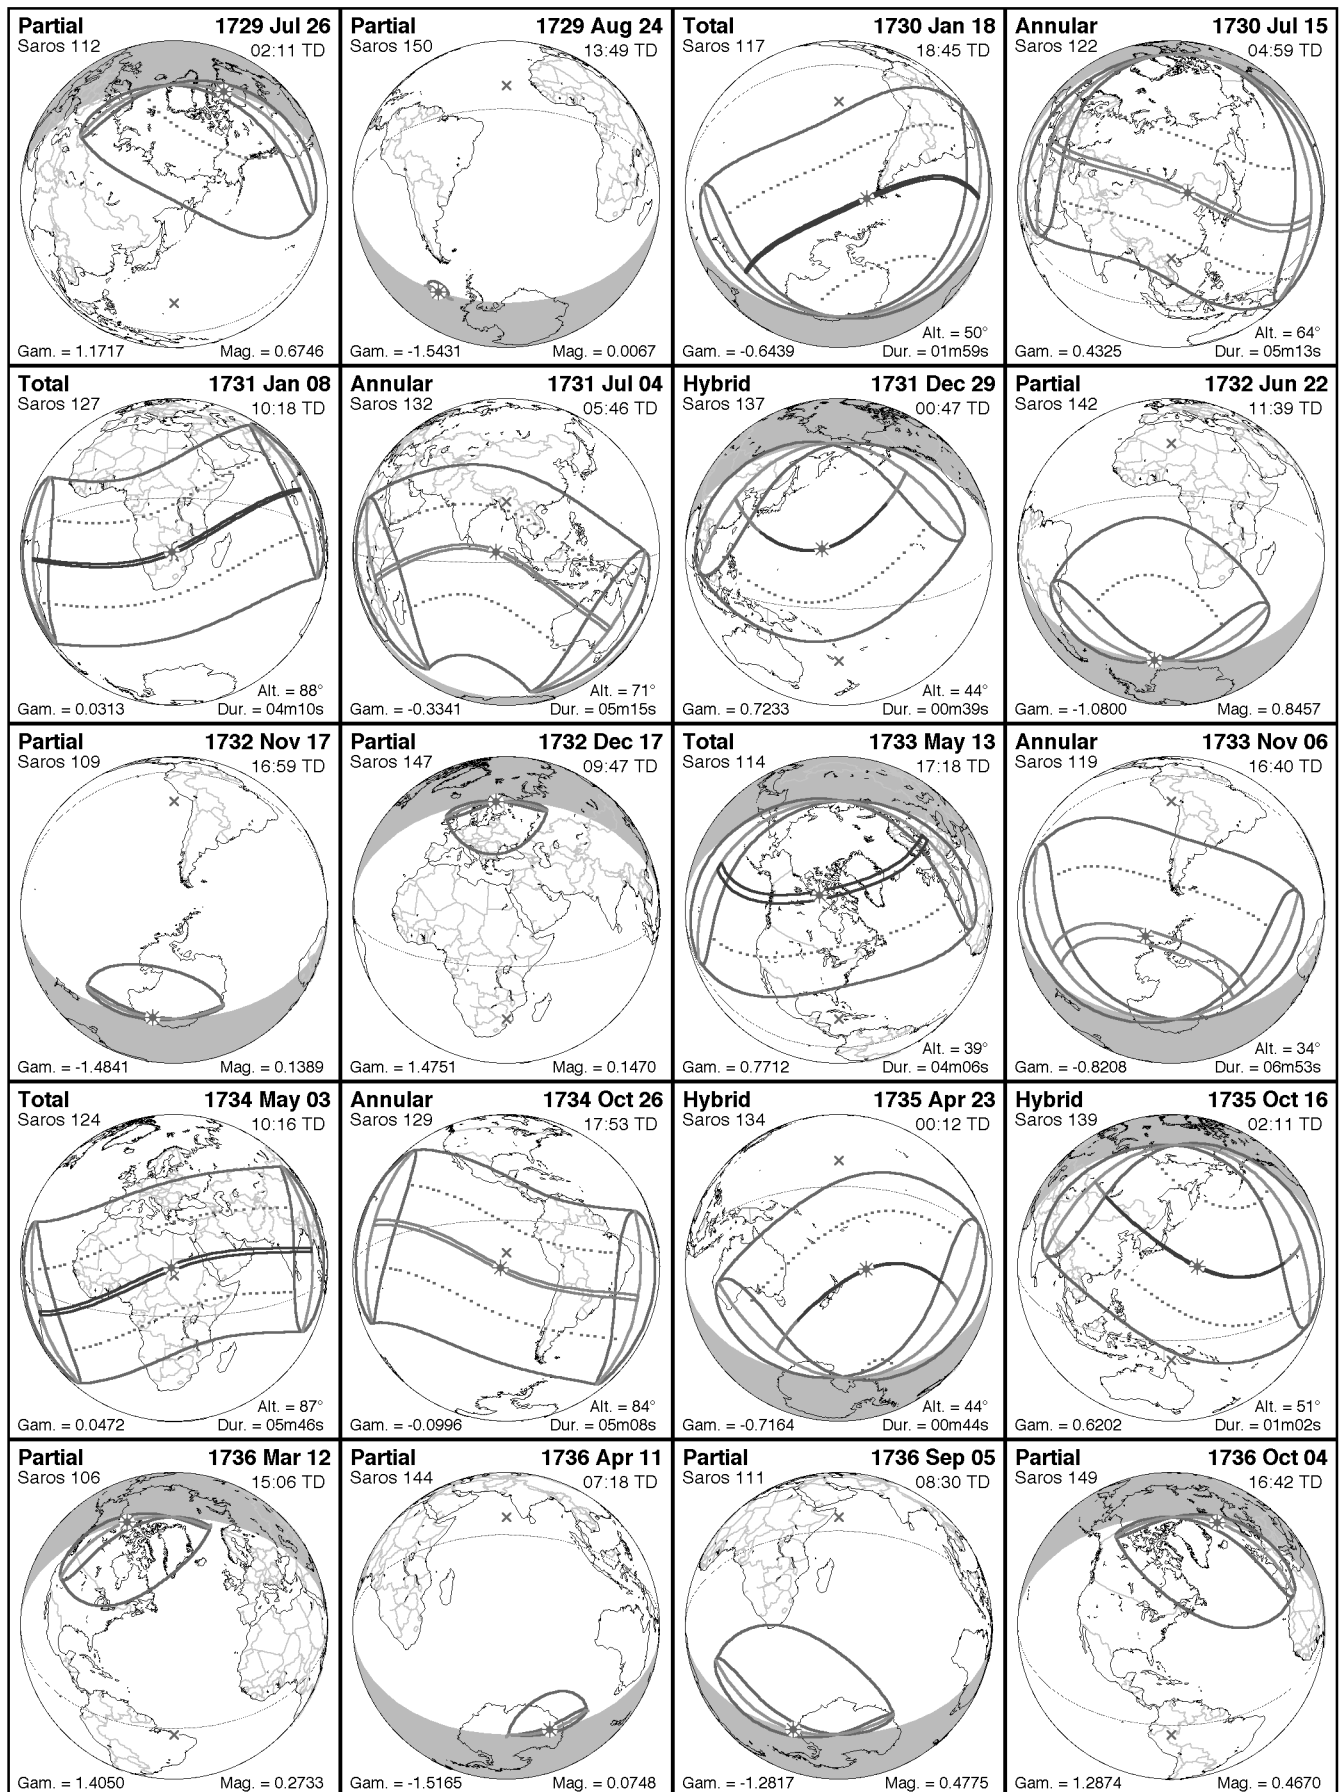 Partial 1729 Jul 26
Saros 112 02:11 TD
Gam. = 1.1717 Mag. = 0.6746
Partial 1729 Aug 24
Saros 150 13:49 TD
Gam. = -1.5431 Mag. = 0.0067
Total 1730 Jan 18
Saros 117 18:45 TD
Alt. = 50°
Gam. = -0.6439 Dur. = 01m59s
Annular 1730 Jul 15
Saros 122 04:59 TD
Alt. = 64°
Gam. = 0.4325 Dur. = 05m13s
Total 1731 Jan 08
Saros 127 10:18 TD
Alt. = 88°
Gam. = 0.0313 Dur. = 04m10s
Annular 1731 Jul 04
Saros 132 05:46 TD
Alt. = 71°
Gam. = -0.3341 Dur. = 05m15s
Hybrid 1731 Dec 29
Saros 137 00:47 TD
Alt. = 44°
Gam. = 0.7233 Dur. = 00m39s
Partial 1732 Jun 22
Saros 142 11:39 TD
Gam. = -1.0800 Mag. = 0.8457
Partial 1732 Nov 17
Saros 109 16:59 TD
Gam. = -1.4841 Mag. = 0.1389
Partial 1732 Dec 17
Saros 147 09:47 TD
Gam. = 1.4751 Mag. = 0.1470
Total 1733 May 13
Saros 114 17:18 TD
Alt. = 39°
Gam. = 0.7712 Dur. = 04m06s
Annular 1733 Nov 06
Saros 119 16:40 TD
Alt. = 34°
Gam. = -0.8208 Dur. = 06m53s
Total 1734 May 03
Saros 124 10:16 TD
Alt. = 87°
Gam. = 0.0472 Dur. = 05m46s
Annular 1734 Oct 26
Saros 129 17:53 TD
Alt. = 84°
Gam. = -0.0996 Dur. = 05m08s
Hybrid 1735 Apr 23
Saros 134 00:12 TD
Alt. = 44°
Gam. = -0.7164 Dur. = 00m44s
Hybrid 1735 Oct 16
Saros 139 02:11 TD
Alt. = 51°
Gam. = 0.6202 Dur. = 01m02s
Partial 1736 Mar 12
Saros 106 15:06 TD
Gam. = 1.4050 Mag. = 0.2733
Partial 1736 Apr 11
Saros 144 07:18 TD
Gam. = -1.5165 Mag. = 0.0748
Partial 1736 Sep 05
Saros 111 08:30 TD
Gam. = -1.2817 Mag. = 0.4775
Partial 1736 Oct 04
Saros 149 16:42 TD
Gam. = 1.2874 Mag. = 0.4670